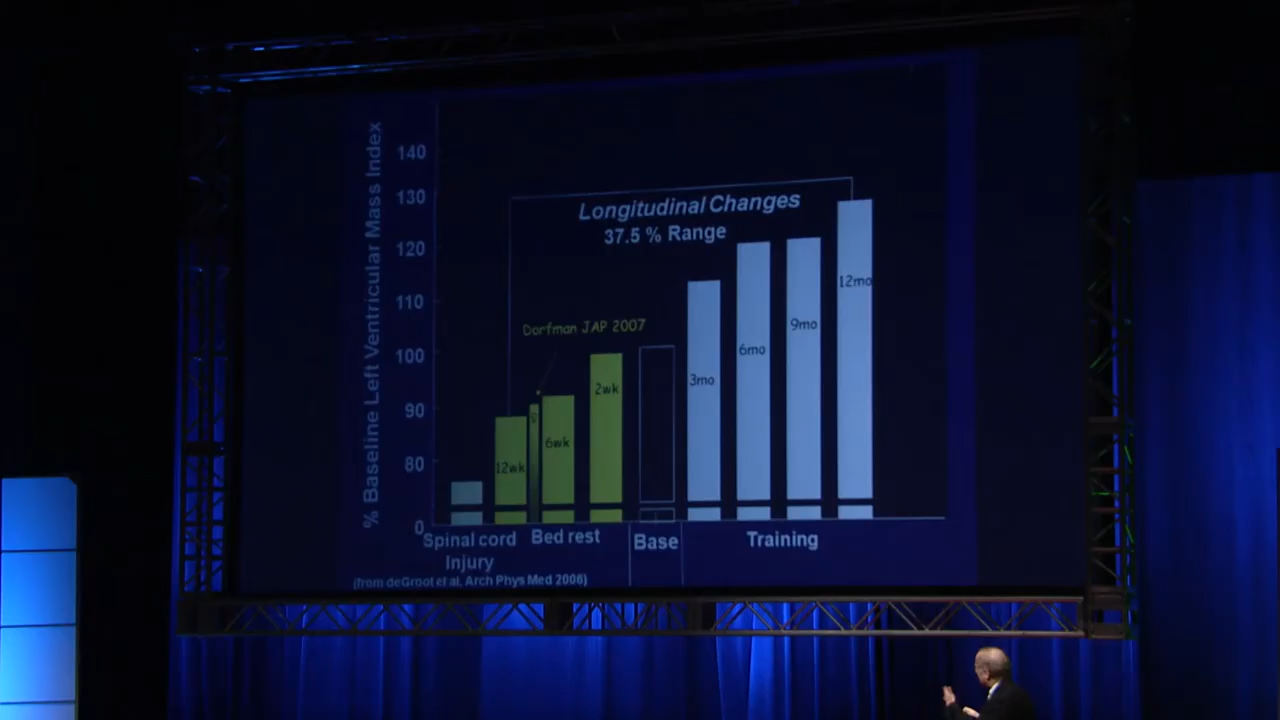 % Baseline Left Ventricular Mass Index
140
130
120
110
100
90
80
0
Longitudinal Changes
37.5 % Range
Dorfman JAP 2007
12wk
6wk
2wk
3mo
6mo
9mo
12mo
Spinal cord
Injury
Bed rest
Base
Training
(from deGroot et al. Arch Phys Med 2006)